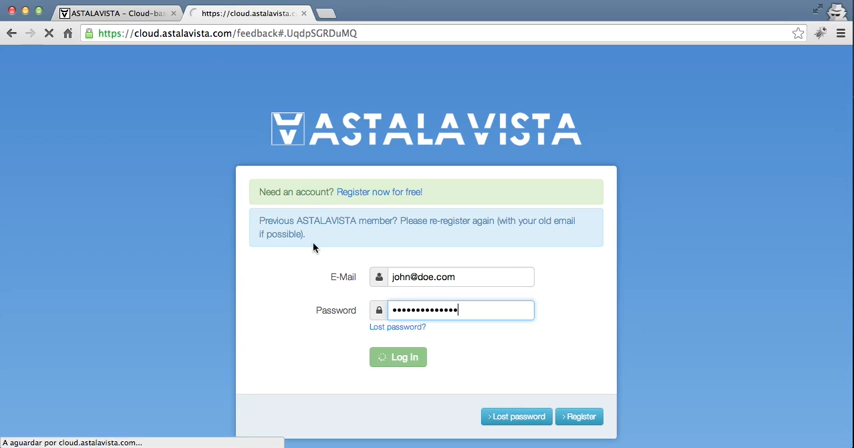 ASTALAVISTA – Cloud-bas
https://cloud.astalavista.co
https://cloud.astalavista.com/feedback#.UqdpSGRDuMQ
ASTALAVISTA
Need an account? Register now for free!
Previous ASTALAVISTA member? Please re-register again (with your old email
if possible).
E-Mail
john@doe.com
Password
••••••••••••••
Lost password?
Log In
Lost password
Register
A aguardar por cloud.astalavista.com...